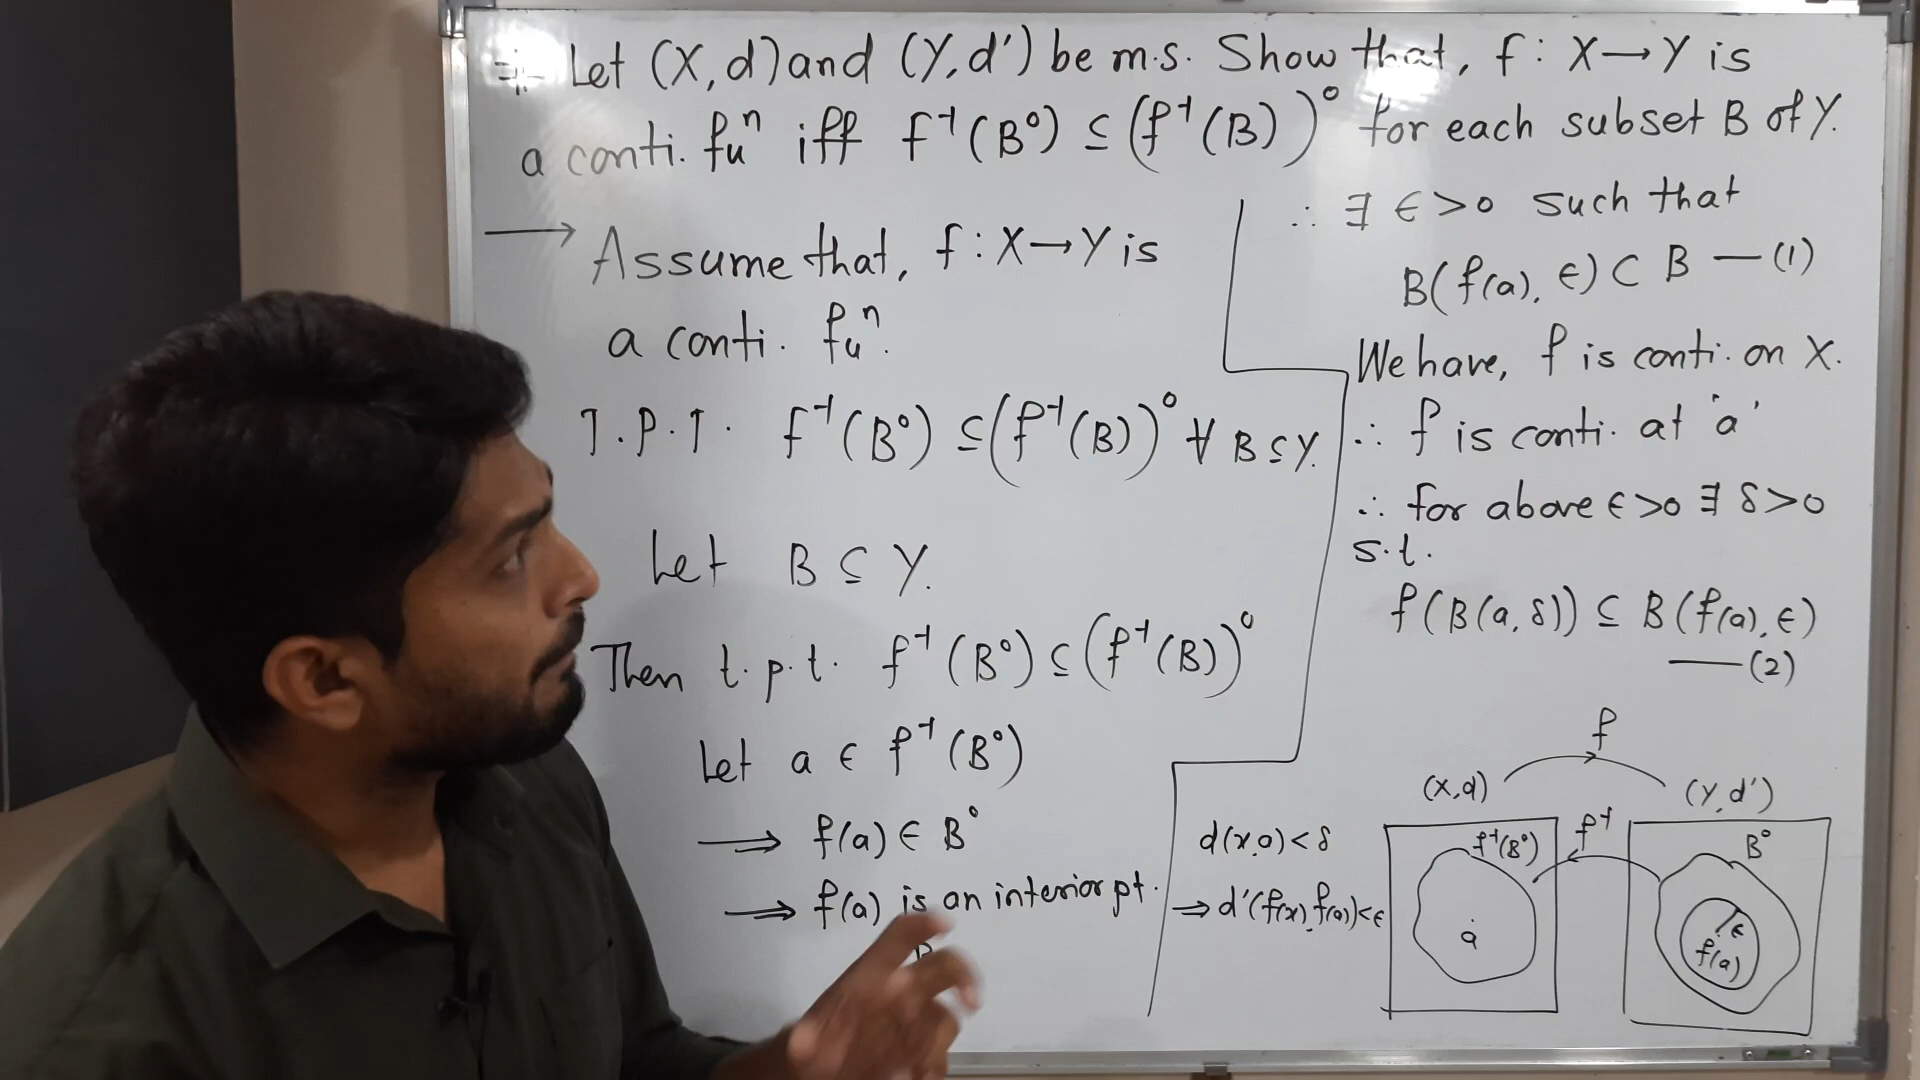 Let (X, d) and (Y, d') be m.s. Show that, f : X → Y is
a conti. fuⁿ iff f⁻¹(B°) ⊆ (f⁻¹(B))° for each subset B of Y.
→ Assume that, f : X → Y is
a conti. fuⁿ.
T.P.T. f⁻¹(B°) ⊆ (f⁻¹(B))° ∀ B ⊆ Y.
Let B ⊆ Y.
Then t.p.t. f⁻¹(B°) ⊆ (f⁻¹(B))°
Let a ∈ f⁻¹(B°)
⟹ f(a) ∈ B°
⟹ f(a) is an interior pt.
∴ ∃ ε > 0 such that
B(f(a), ε) ⊂ B — (1)
We have, f is conti. on X.
∴ f is conti. at 'a'
∴ for above ε > 0 ∃ δ > 0
s.t.
f(B(a, δ)) ⊆ B(f(a), ε)
— (2)
d(x, a) < δ
⟹ d'(f(x), f(a)) < ε
f
(X, d) (Y, d')
f⁻¹(B°) f⁻¹ B°
a
ε
f(a)